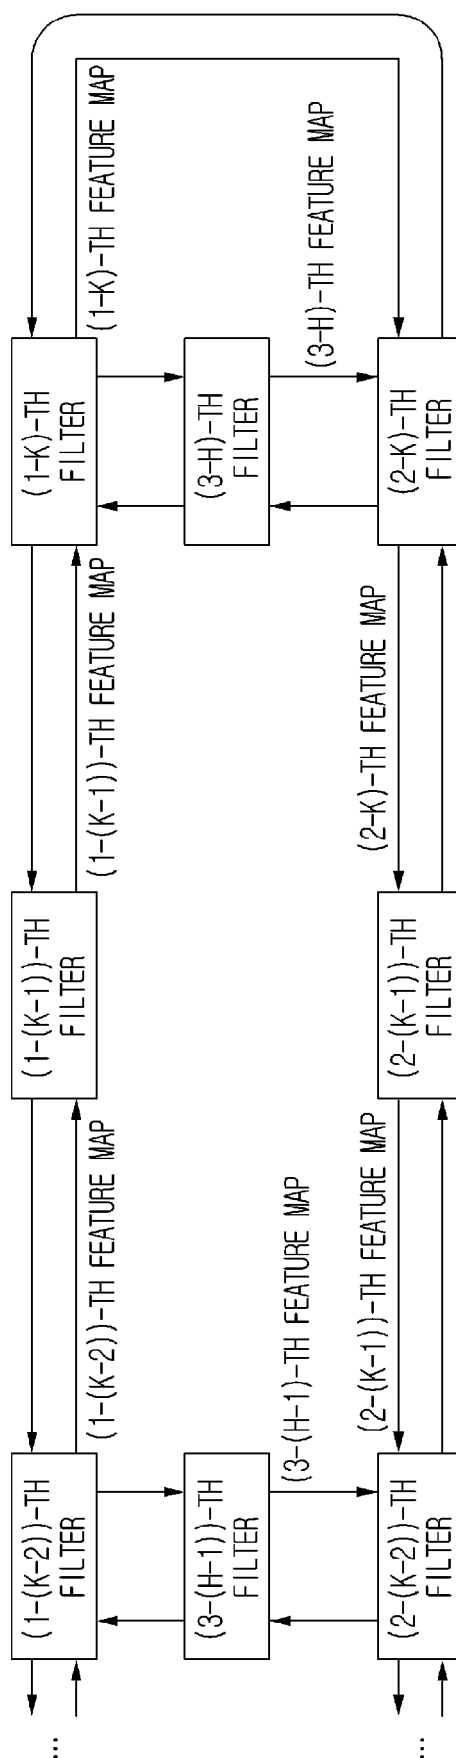 ...
(1-(K-2))-TH
FILTER
(1-(K-2))-TH FEATURE MAP
(1-(K-1))-TH
FILTER
(1-(K-1))-TH FEATURE MAP
(1-K)-TH
FILTER
(1-K)-TH FEATURE MAP
(3-(H-1))-TH
FILTER
(3-(H-1)-TH FEATURE MAP
(3-H)-TH
FILTER
(3-H)-TH FEATURE MAP
...
(2-(K-2))-TH
FILTER
(2-(K-1))-TH FEATURE MAP
(2-(K-1))-TH
FILTER
(2-K)-TH FEATURE MAP
(2-K)-TH
FILTER